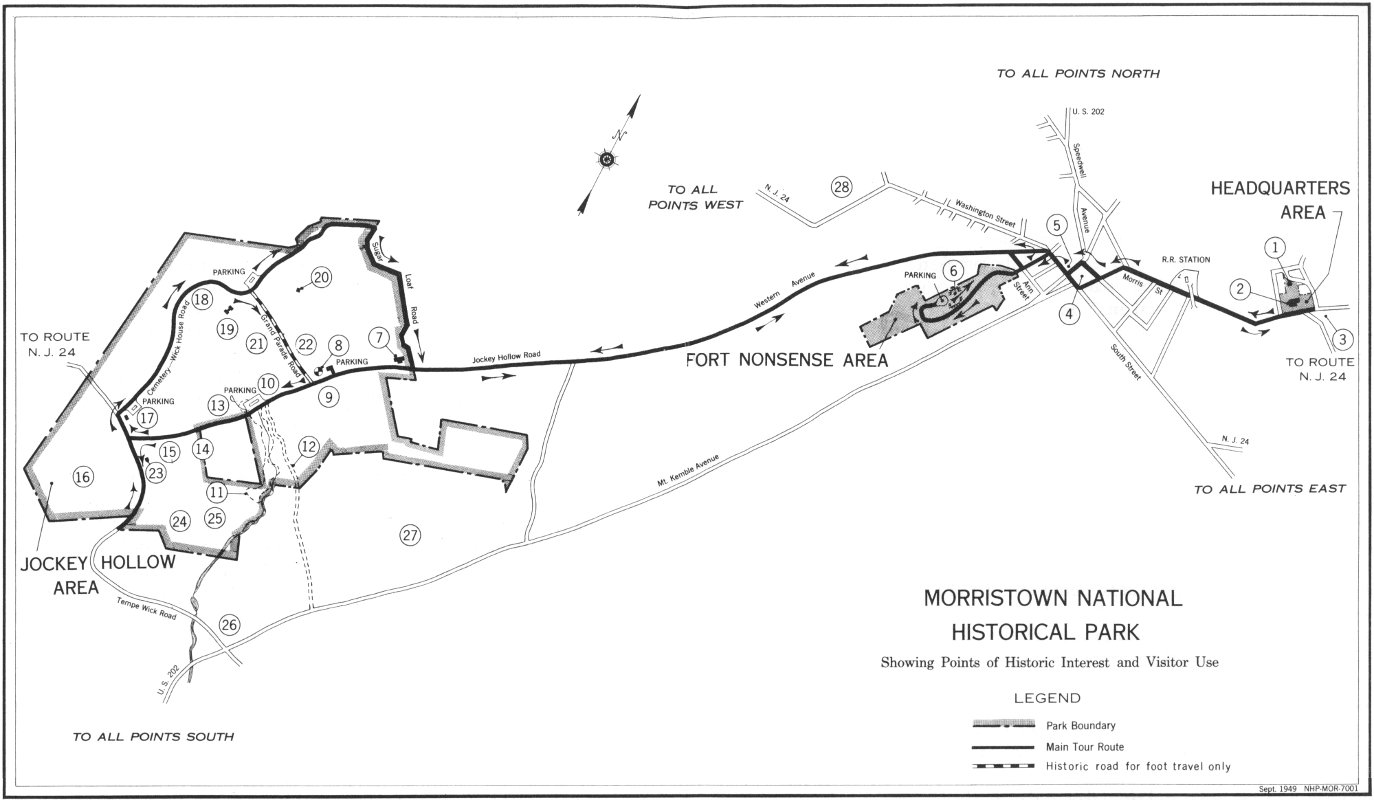 TO ALL POINTS NORTH
U. S. 202
Speedwell
Avenue
28
N. J. 24
TO ALL
POINTS WEST
Washington Street
HEADQUARTERS
AREA
5
1
R.R. STATION
2
3
4
Morris
St
Ann
Street
South Street
TO ROUTE
N. J. 24
N. J. 24
TO ALL POINTS EAST
N
PARKING
6
Western Avenue
FORT NONSENSE AREA
Sugar
Loaf
Road
PARKING
20
18
19
21
22
Grand Parade Road
Cemetery-Wick House Road
TO ROUTE
N. J. 24
7
8
PARKING
Jockey Hollow Road
PARKING
10
9
13
PARKING
17
14
15
12
16
23
11
24
25
27
Mt. Kemble Avenue
JOCKEY HOLLOW
AREA
Tempe Wick Road
26
U. S. 202
TO ALL POINTS SOUTH
MORRISTOWN NATIONAL
HISTORICAL PARK
Showing Points of Historic Interest and Visitor Use
LEGEND
Park Boundary
Main Tour Route
Historic road for foot travel only
Sept. 1949 NHP-MOR-7001